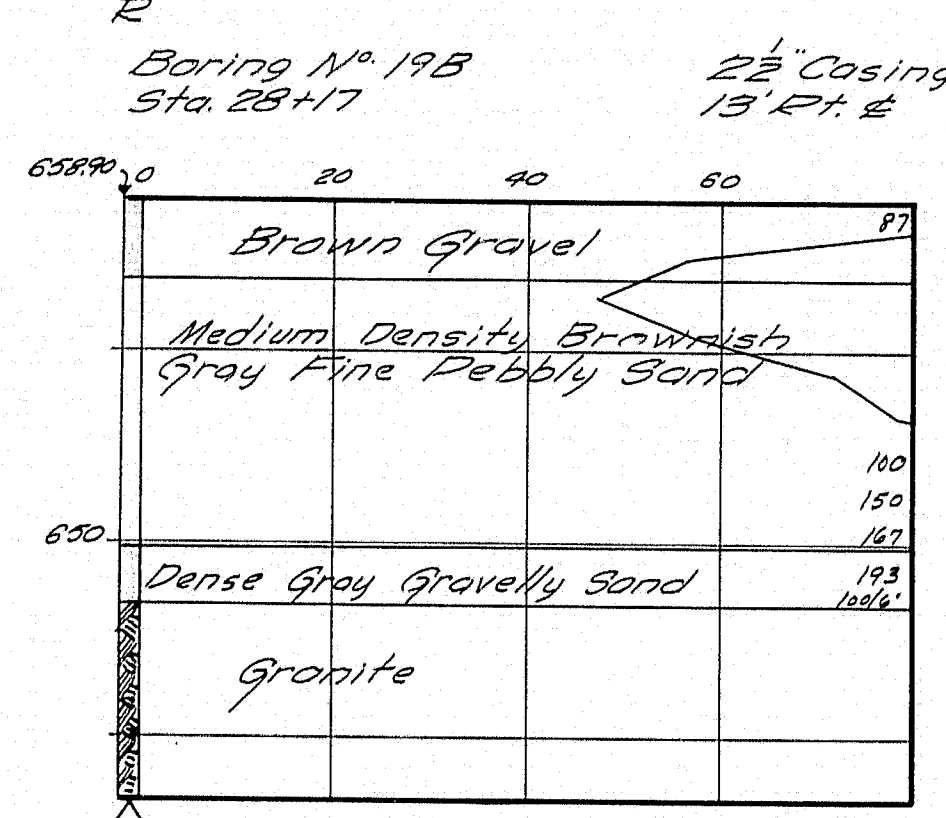 R
Boring Nº 19B
Sta. 28+17
2½" Casing
13' Rt. ℄
658.90 0 20 40 60
87
Brown Gravel
Medium Density Brownish
Gray Fine Pebbly Sand
100
150
650 167
Dense Gray Gravelly Sand 193
100/6"
Granite